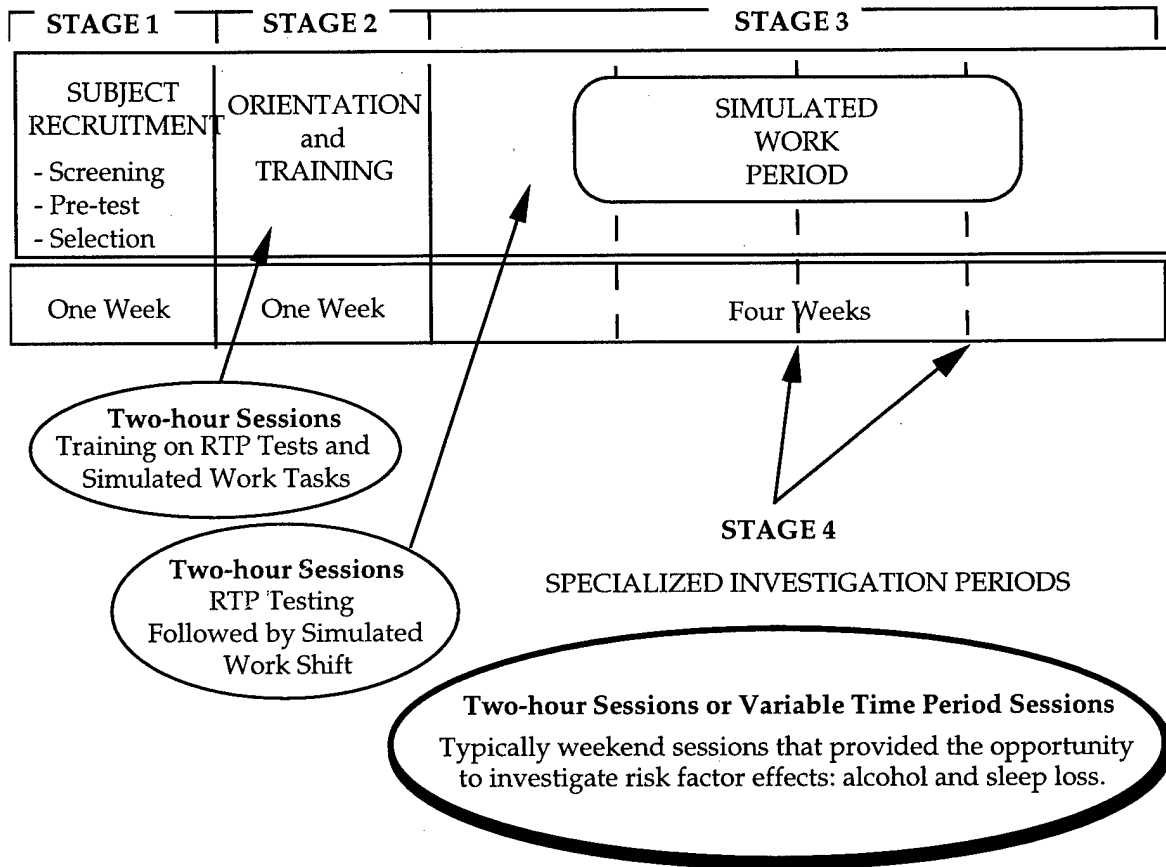 STAGE 1
STAGE 2
STAGE 3
SUBJECT
RECRUITMENT
- Screening
- Pre-test
- Selection
ORIENTATION
and
TRAINING
SIMULATED
WORK
PERIOD
One Week
One Week
Four Weeks
Two-hour Sessions
Training on RTP Tests and
Simulated Work Tasks
Two-hour Sessions
RTP Testing
Followed by Simulated
Work Shift
STAGE 4
SPECIALIZED INVESTIGATION PERIODS
Two-hour Sessions or Variable Time Period Sessions
Typically weekend sessions that provided the opportunity
to investigate risk factor effects: alcohol and sleep loss.